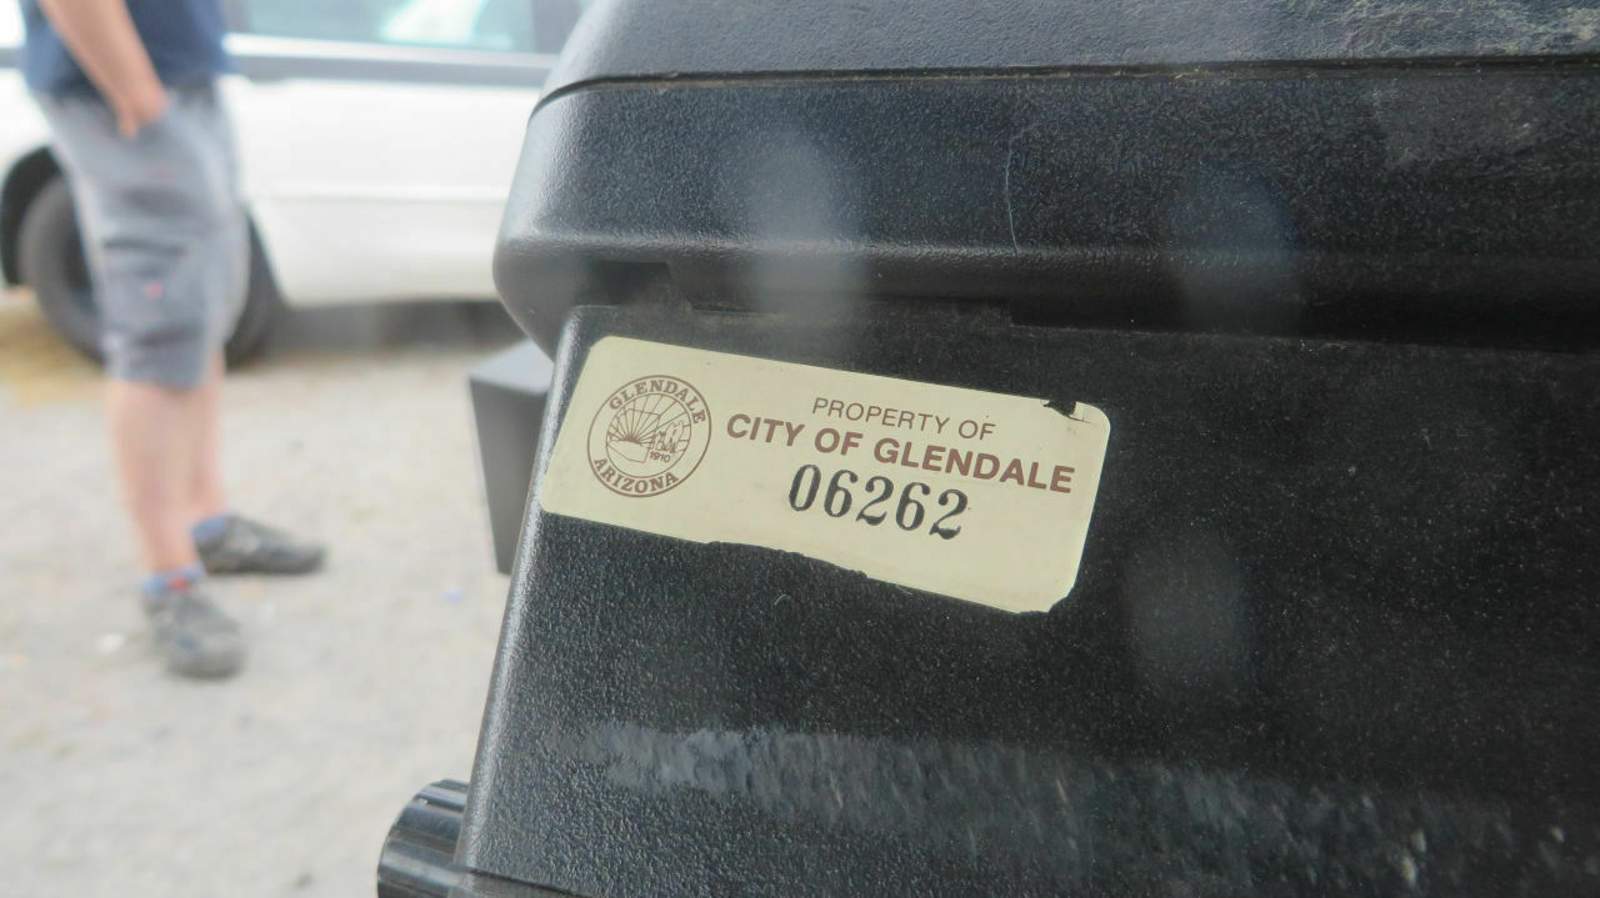 GLENDALE
1910
ARIZONA
PROPERTY OF
CITY OF GLENDALE
06262